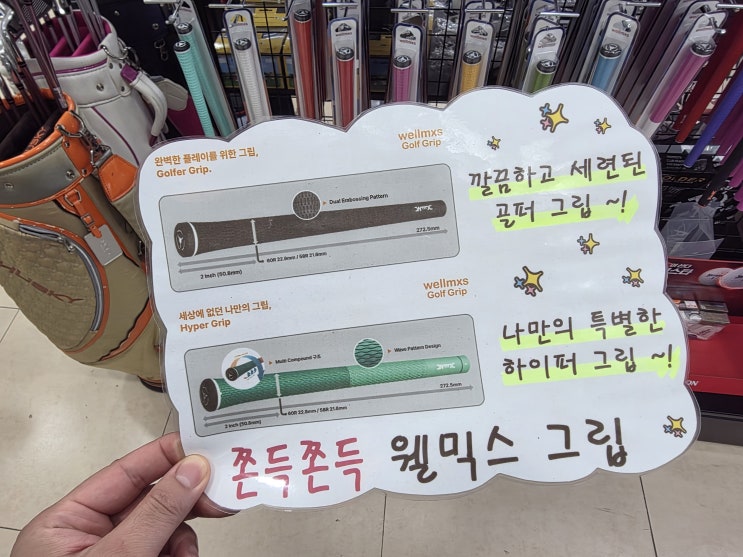 완벽한 플레이를 위한 그립,
Golfer Grip.
wellmxs
Golf Grip
Dual Embossing Pattern
2 Inch (50.8mm)
60R 22.8mm / 58R 21.8mm
272.5mm
깔끔하고 세련된
골퍼 그립 ~!
세상에 없던 나만의 그립,
Hyper Grip
wellmxs
Golf Grip
Multi Compound 구조
Wave Pattern Design
2 Inch (50.8mm)
60R 22.8mm / 58R 21.8mm
272.5mm
나만의 특별한
하이퍼 그립 ~!
쫀득쫀득 웰믹스 그립